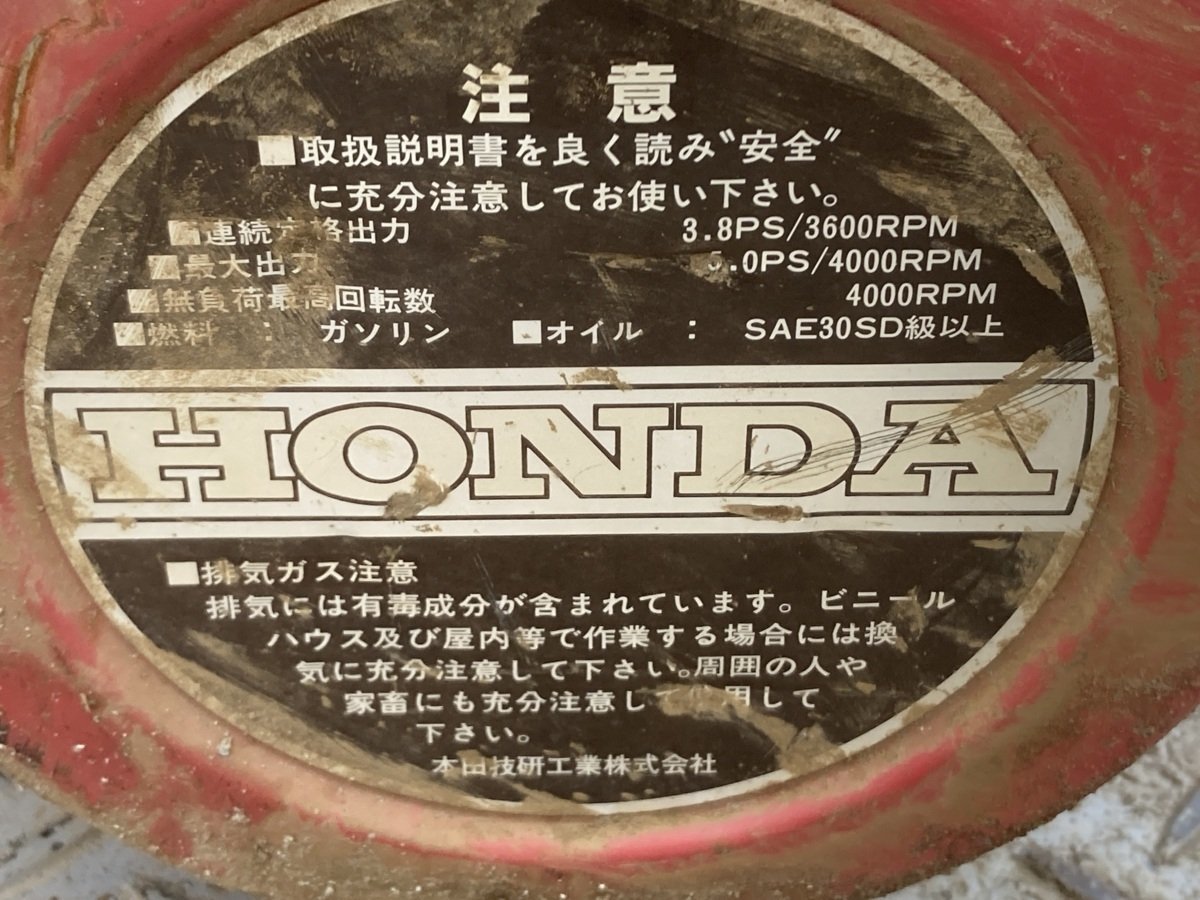 注 意
■取扱説明書を良く読み〝安全〟
に充分注意してお使い下さい。
■連続定格出力 3.8PS/3600RPM
■最大出力 5.0PS/4000RPM
■無負荷最高回転数 4000RPM
■燃料 : ガソリン ■オイル : SAE30SD級以上
HONDA
■排気ガス注意
排気には有毒成分が含まれています。ビニール
ハウス及び屋内等で作業する場合には換
気に充分注意して下さい。周囲の人や
家畜にも充分注意して使用して
下さい。
本田技研工業株式会社